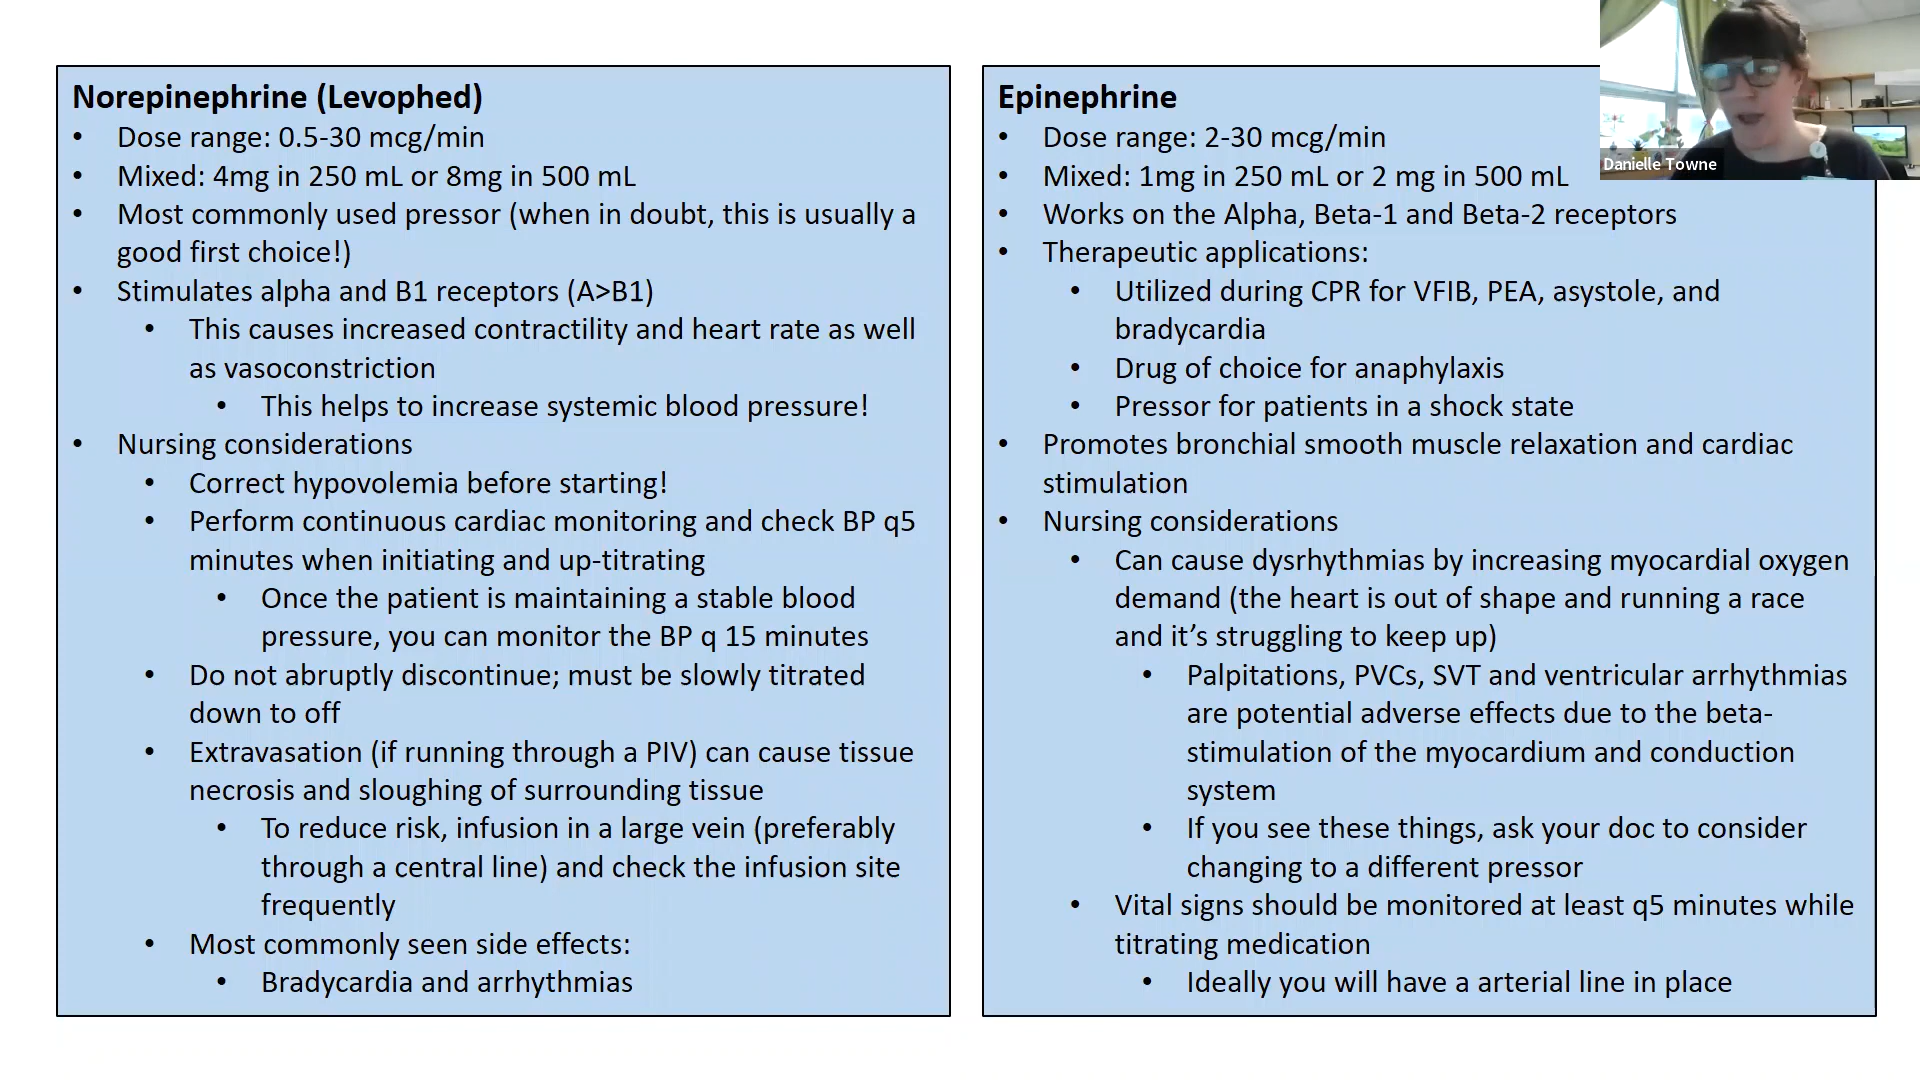 Norepinephrine (Levophed)
• Dose range: 0.5-30 mcg/min
• Mixed: 4mg in 250 mL or 8mg in 500 mL
• Most commonly used pressor (when in doubt, this is usually a
good first choice!)
• Stimulates alpha and B1 receptors (A>B1)
• This causes increased contractility and heart rate as well
as vasoconstriction
• This helps to increase systemic blood pressure!
• Nursing considerations
• Correct hypovolemia before starting!
• Perform continuous cardiac monitoring and check BP q5
minutes when initiating and up-titrating
• Once the patient is maintaining a stable blood
pressure, you can monitor the BP q 15 minutes
• Do not abruptly discontinue; must be slowly titrated
down to off
• Extravasation (if running through a PIV) can cause tissue
necrosis and sloughing of surrounding tissue
• To reduce risk, infusion in a large vein (preferably
through a central line) and check the infusion site
frequently
• Most commonly seen side effects:
• Bradycardia and arrhythmias
Epinephrine
• Dose range: 2-30 mcg/min
• Mixed: 1mg in 250 mL or 2 mg in 500 mL
• Works on the Alpha, Beta-1 and Beta-2 receptors
• Therapeutic applications:
• Utilized during CPR for VFIB, PEA, asystole, and
bradycardia
• Drug of choice for anaphylaxis
• Pressor for patients in a shock state
• Promotes bronchial smooth muscle relaxation and cardiac
stimulation
• Nursing considerations
• Can cause dysrhythmias by increasing myocardial oxygen
demand (the heart is out of shape and running a race
and it’s struggling to keep up)
• Palpitations, PVCs, SVT and ventricular arrhythmias
are potential adverse effects due to the beta-
stimulation of the myocardium and conduction
system
• If you see these things, ask your doc to consider
changing to a different pressor
• Vital signs should be monitored at least q5 minutes while
titrating medication
• Ideally you will have a arterial line in place
Danielle Towne